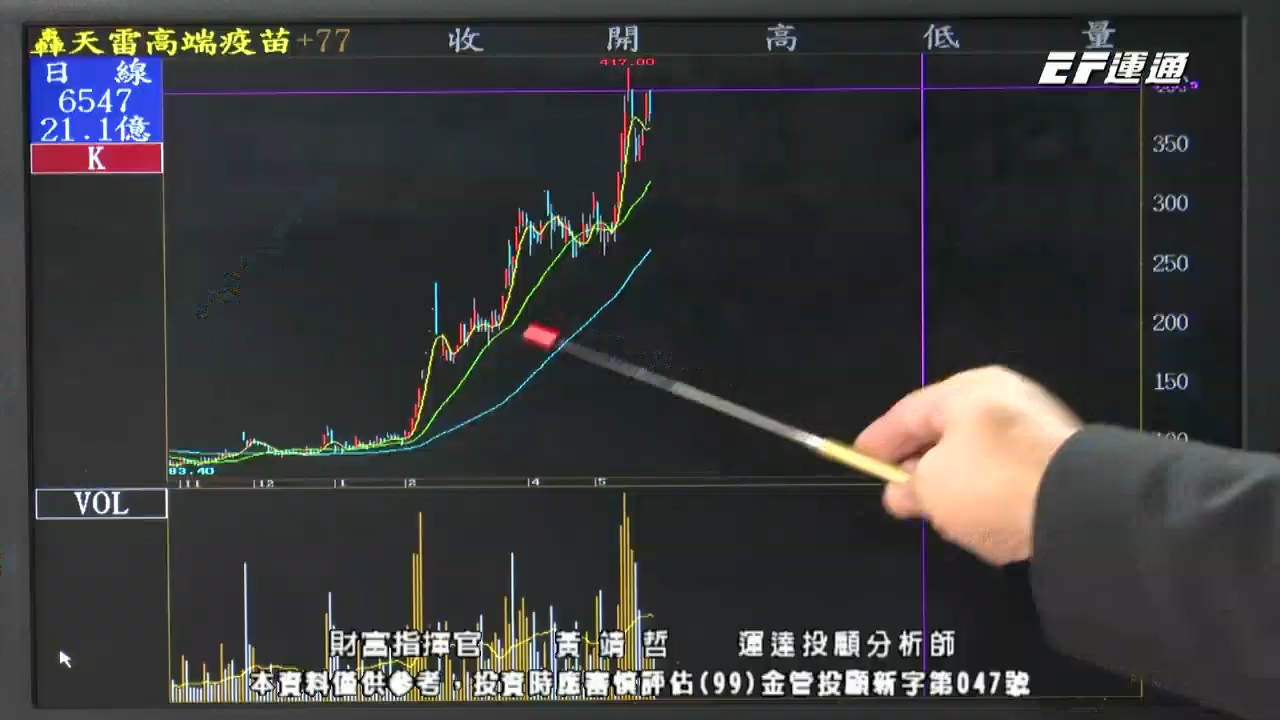 轟天雷高端疫苗+77
收 開 高 低 量
EF運通
日 線
6547
21.1億
K
417.00
350
300
250
200
150
83.40
11 12 1 2 4 5
VOL
財富指揮官 黃靖哲 運達投顧分析師
本資料僅供參考，投資時應審慎評估(99)金管投顧新字第047號